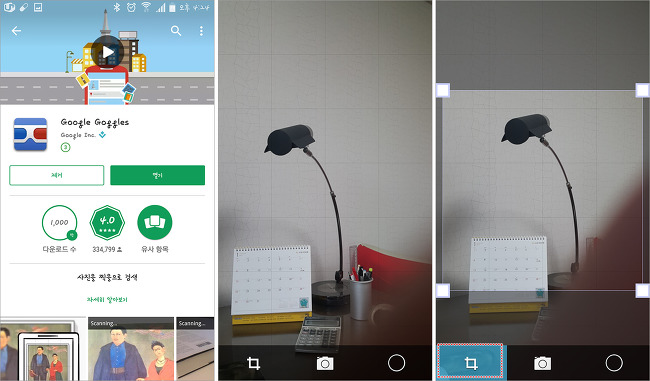 오후 4:24
Google Goggles
Google Inc.
3
제거
열기
1,000
만
4.0
다운로드 수
334,799
유사 항목
사진을 찍음으로 검색
자세히 알아보기
Scanning...
Scanning...